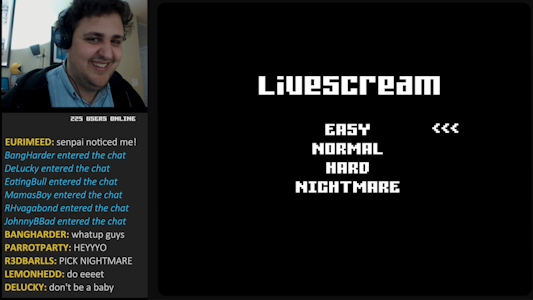 225 USERS ONLINE
EURIMEED: senpai noticed me!
BangHarder entered the chat
DeLucky entered the chat
EatingBull entered the chat
MamasBoy entered the chat
RHvagabond entered the chat
JohnnyBBad entered the chat
BANGHARDER: whatup guys
PARROTPARTY: HEYYYO
R3DBARLLS: PICK NIGHTMARE
LEMONHEDD: do eeeet
DELUCKY: don't be a baby
Livescream
EASY <<<
NORMAL
HARD
NIGHTMARE